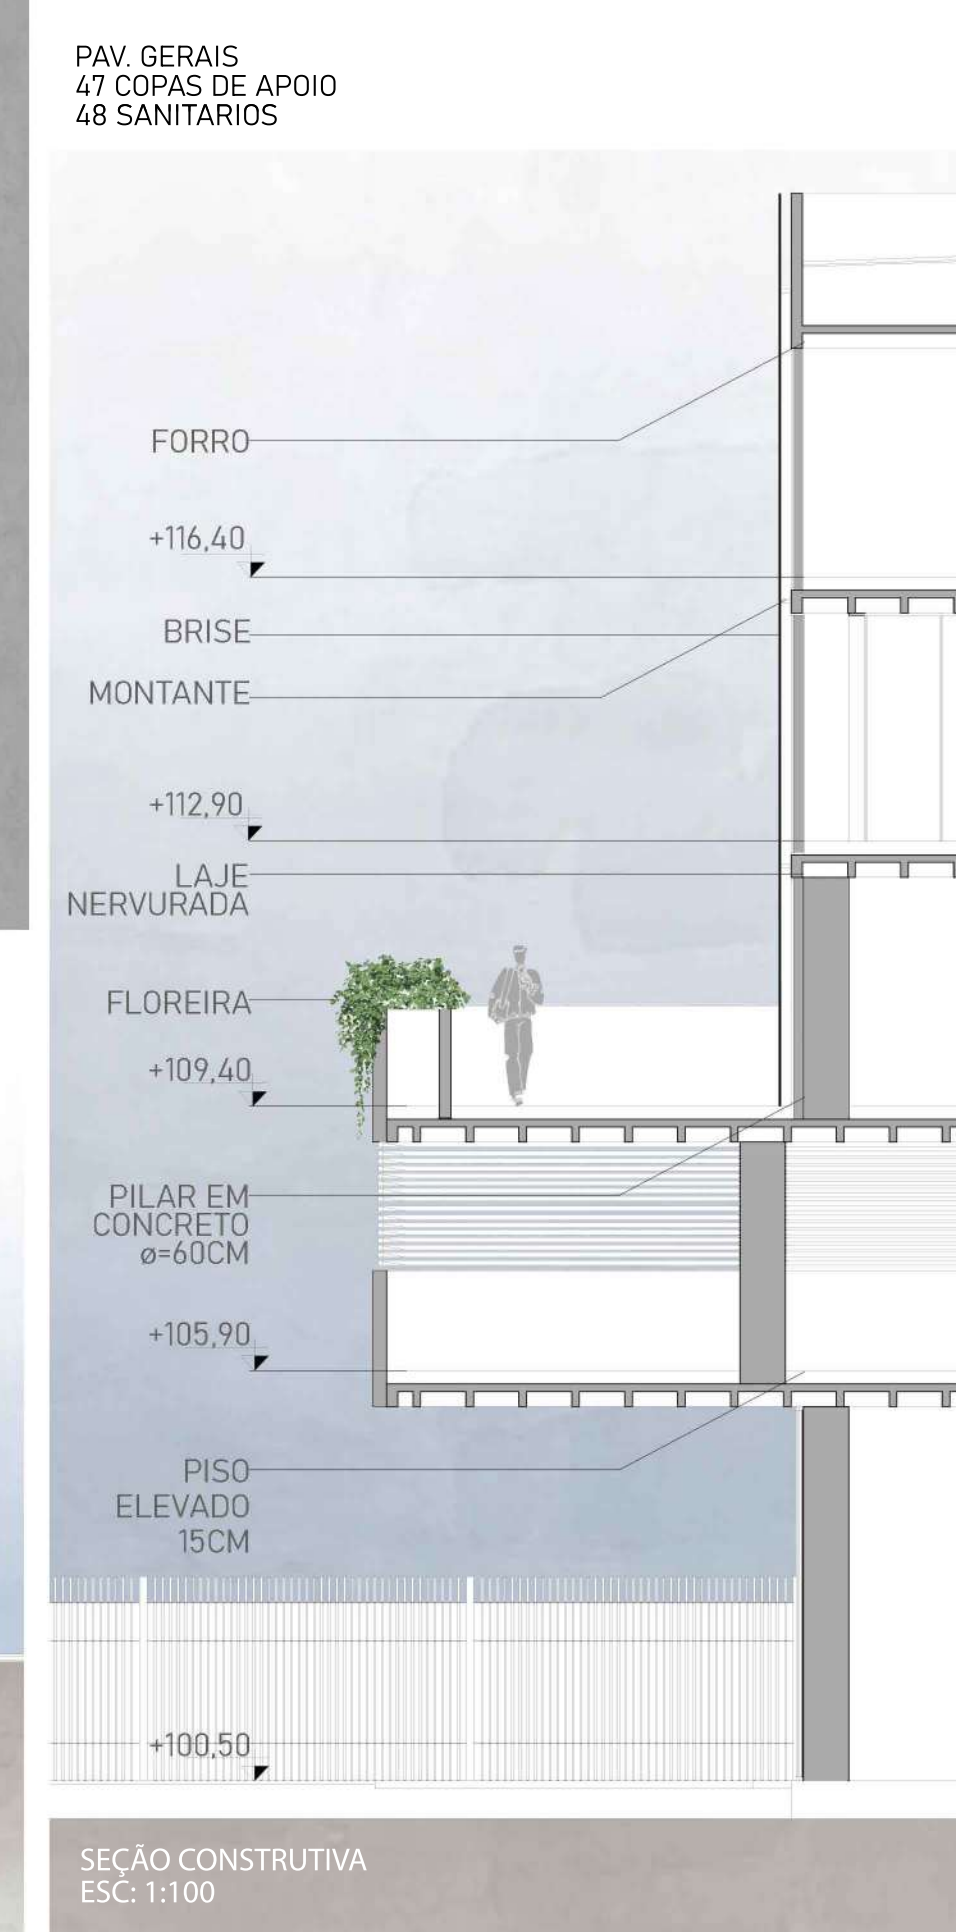 PAV. GERAIS
47 COPAS DE APOIO
48 SANITARIOS
FORRO
+116,40
BRISE
MONTANTE
+112,90
LAJE
NERVURADA
FLOREIRA
+109,40
PILAR EM
CONCRETO
ø=60CM
+105,90
PISO
ELEVADO
15CM
+100,50
SEÇÃO CONSTRUTIVA
ESC: 1:100